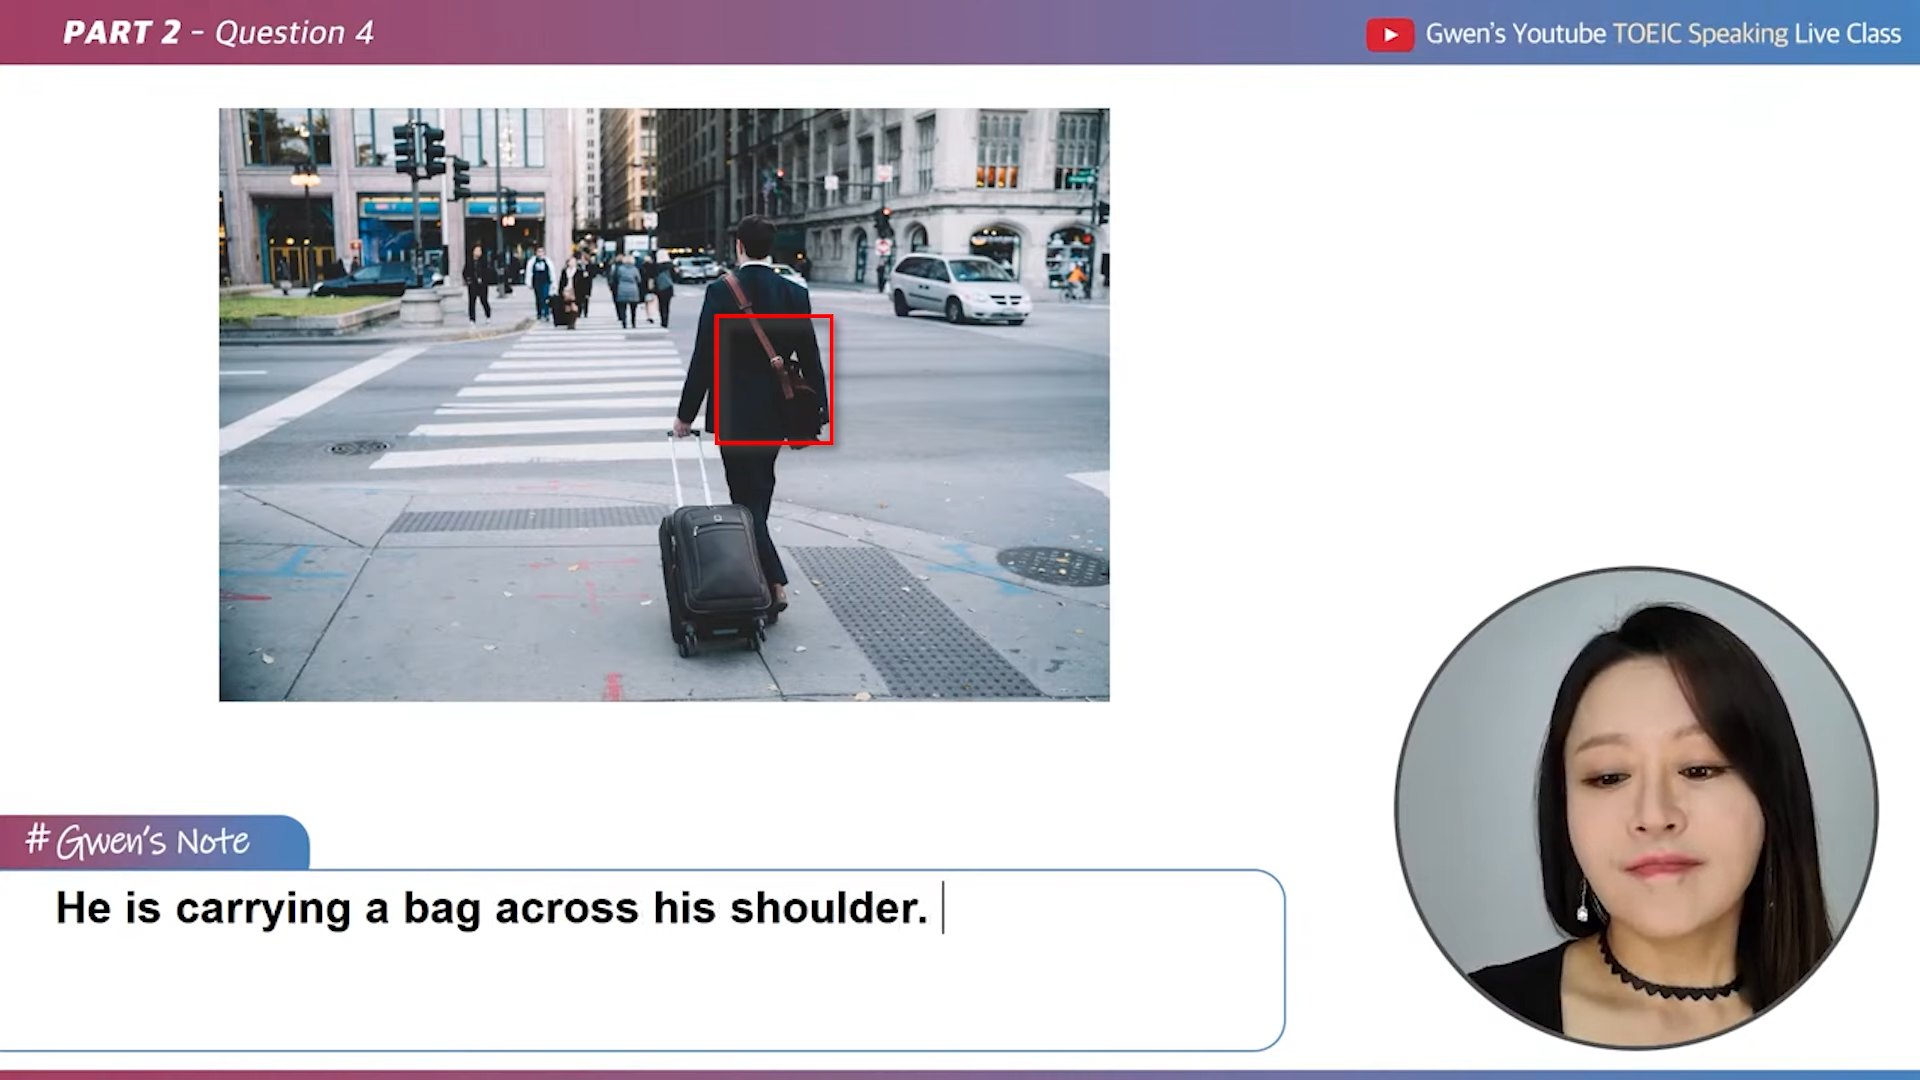 PART 2 - Question 4
Gwen's Youtube TOEIC Speaking Live Class
# Gwen's Note
He is carrying a bag across his shoulder.